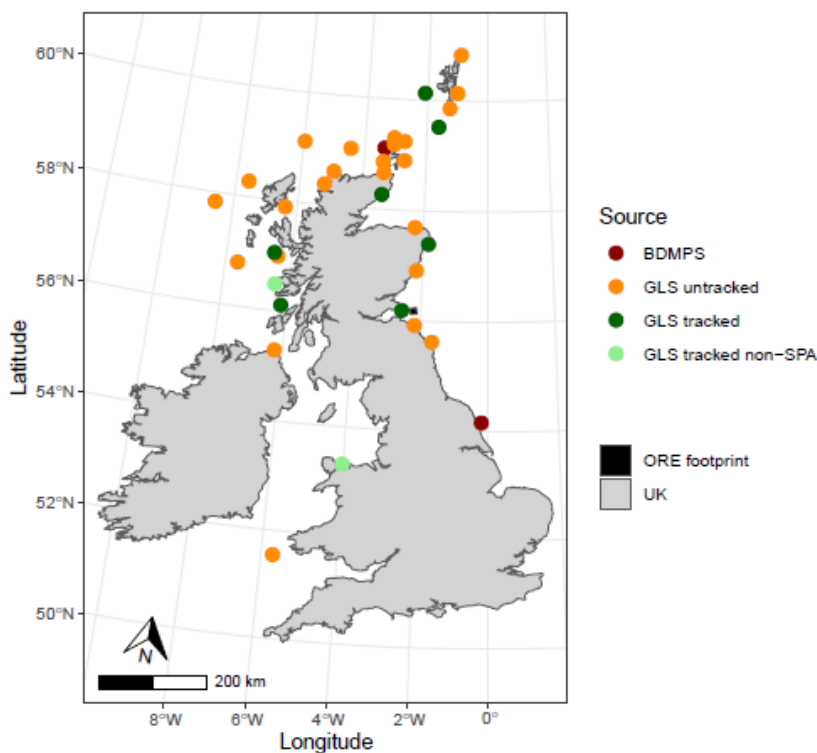 60°N
58°N
56°N
54°N
52°N
50°N
Latitude
N
200 km
8°W
6°W
4°W
2°W
0°
Longitude
Source
BDMPS
GLS untracked
GLS tracked
GLS tracked non−SPA
ORE footprint
UK